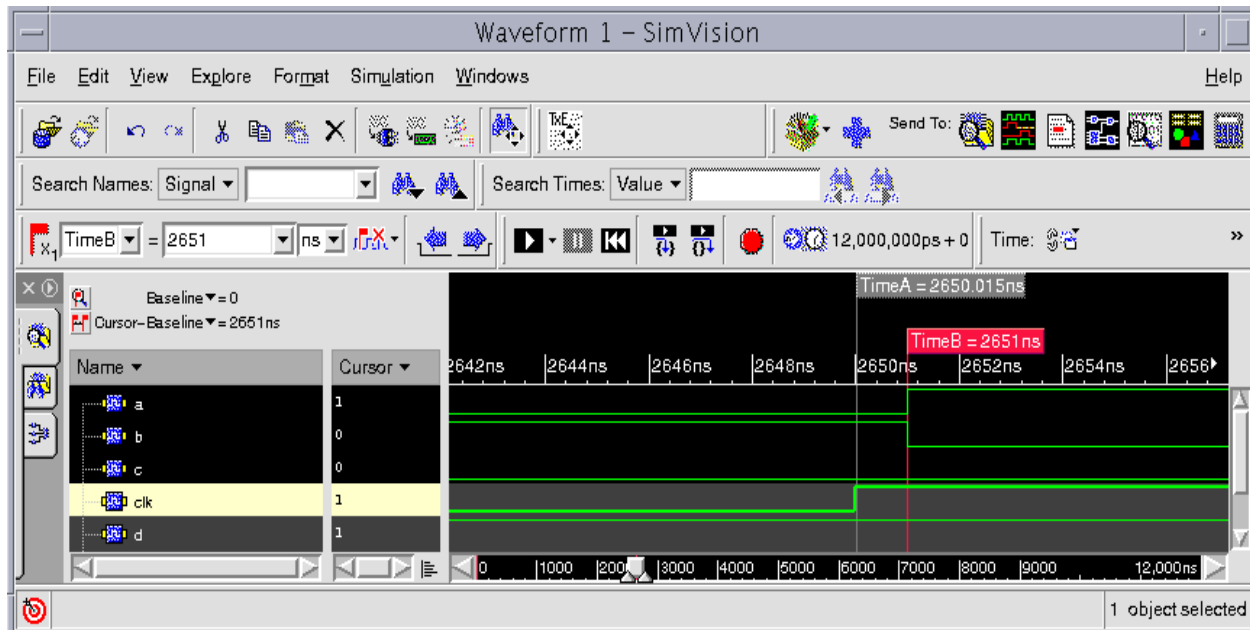 Waveform 1 – SimVision
File Edit View Explore Format Simulation Windows Help
TxE Send To:
Search Names: Signal Search Times: Value
X1 TimeB = 2651 ns 12,000,000ps + 0 Time: »
Baseline = 0
Cursor-Baseline = 2651ns
TimeA = 2650.015ns
TimeB = 2651ns
Name Cursor 2642ns 2644ns 2646ns 2648ns 2650ns 2652ns 2654ns 2656
a 1
b 0
c 0
clk 1
d 1
0 1000 200 3000 4000 5000 6000 7000 8000 9000 12,000ns
1 object selected